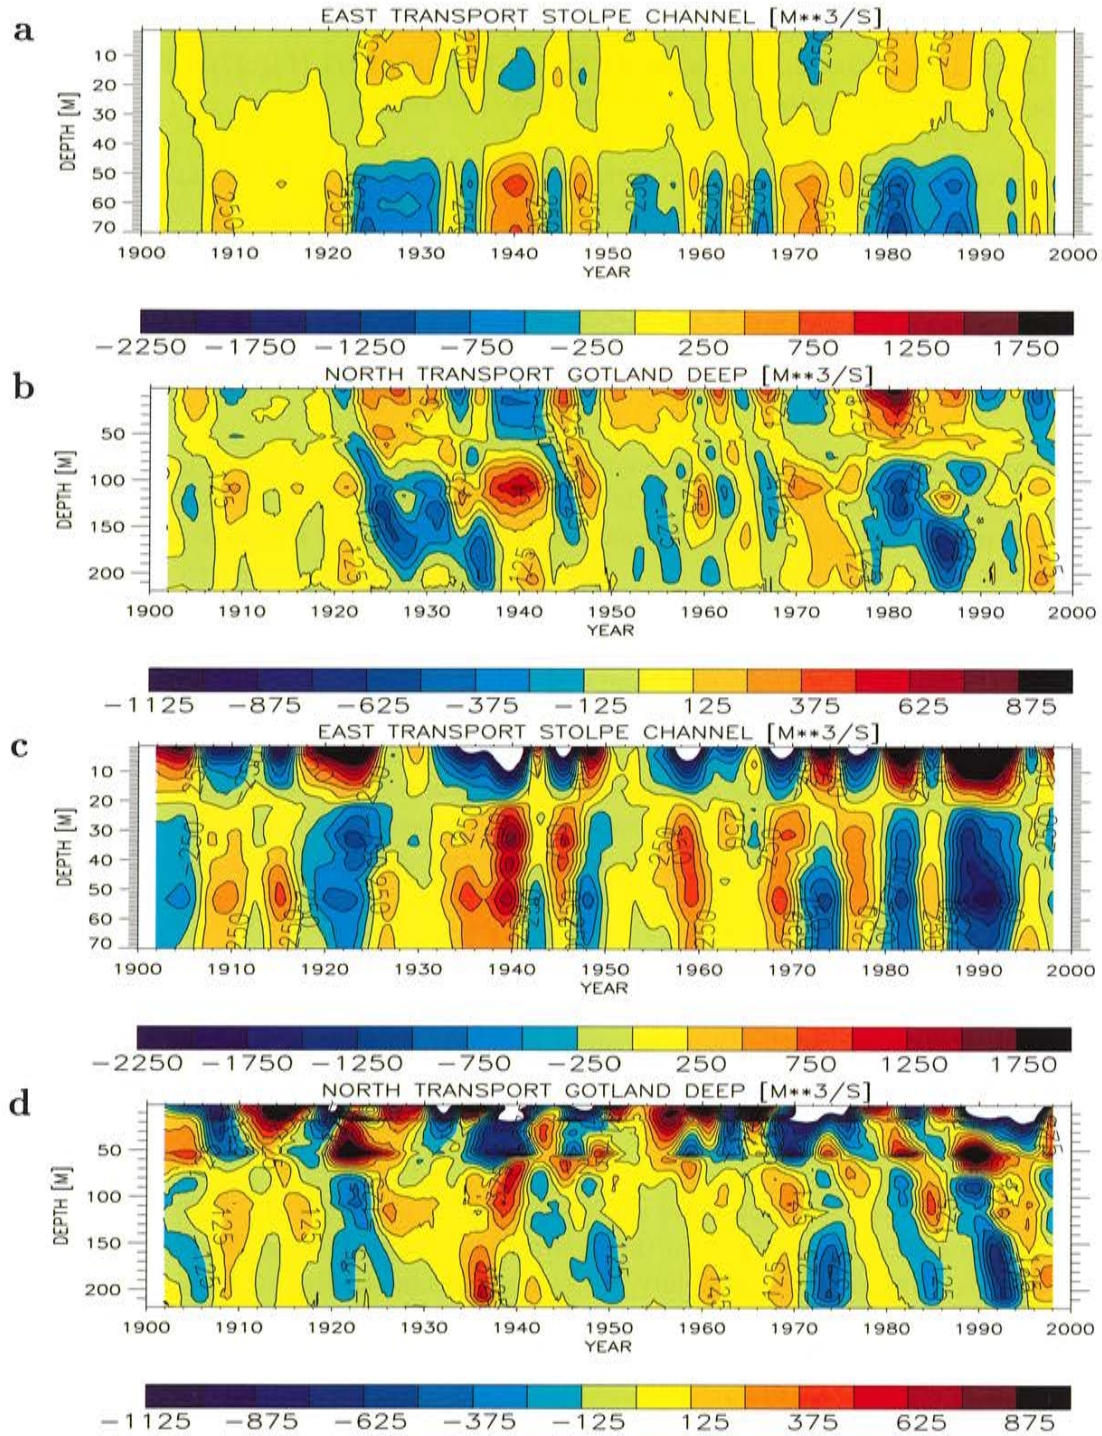 a
EAST TRANSPORT STOLPE CHANNEL [M**3/S]
DEPTH [M]
10
20
30
40
50
60
70
1900 1910 1920 1930 1940 1950 1960 1970 1980 1990 2000
YEAR
−2250 −1750 −1250 −750 −250 250 750 1250 1750
b
NORTH TRANSPORT GOTLAND DEEP [M**3/S]
DEPTH [M]
50
100
150
200
1900 1910 1920 1930 1940 1950 1960 1970 1980 1990 2000
YEAR
−1125 −875 −625 −375 −125 125 375 625 875
c
EAST TRANSPORT STOLPE CHANNEL [M**3/S]
DEPTH [M]
10
20
30
40
50
60
70
1900 1910 1920 1930 1940 1950 1960 1970 1980 1990 2000
YEAR
−2250 −1750 −1250 −750 −250 250 750 1250 1750
d
NORTH TRANSPORT GOTLAND DEEP [M**3/S]
DEPTH [M]
50
100
150
200
1900 1910 1920 1930 1940 1950 1960 1970 1980 1990 2000
YEAR
−1125 −875 −625 −375 −125 125 375 625 875